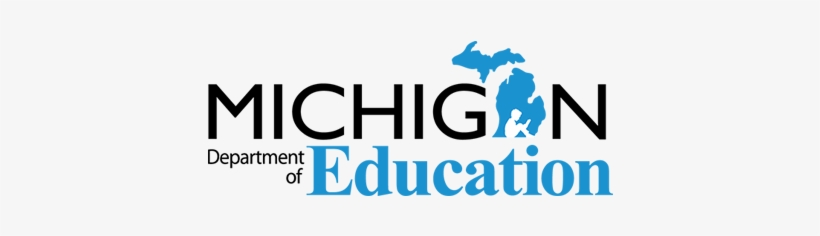 MICHIGAN
Department of
Education